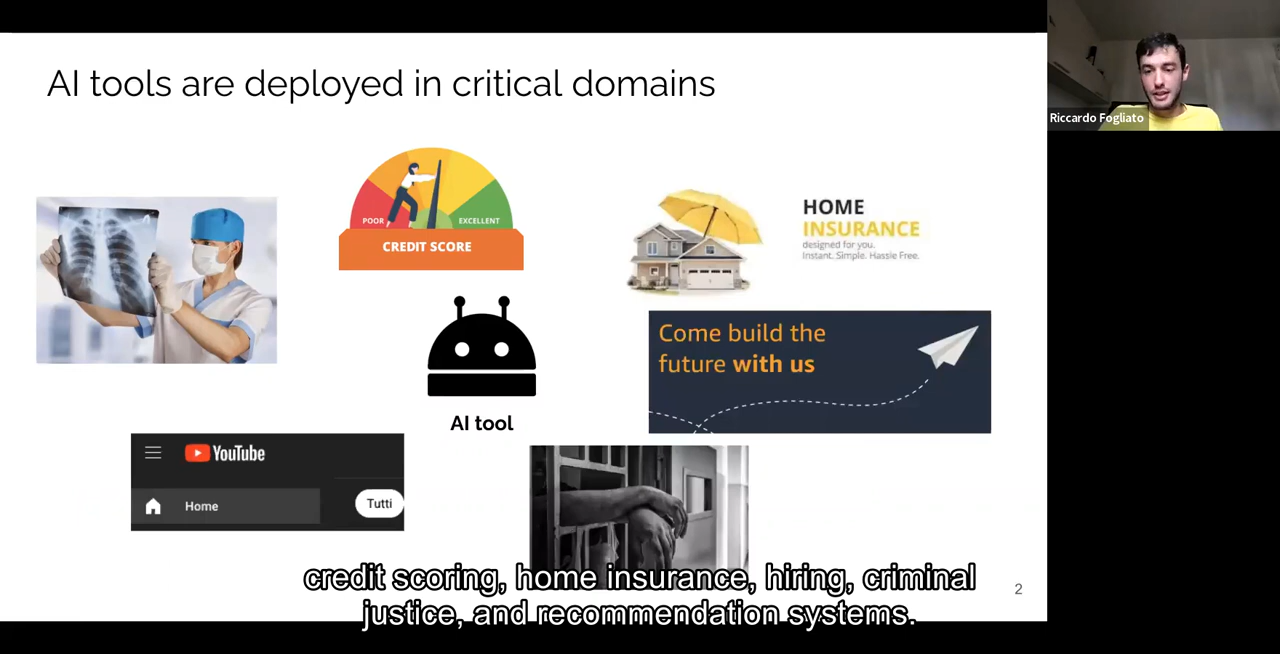 AI tools are deployed in critical domains
Riccardo Fogliato
POOR
EXCELLENT
CREDIT SCORE
HOME
INSURANCE
designed for you.
Instant. Simple. Hassle Free.
Come build the
future with us
AI tool
YouTube
Home
Tutti
credit scoring, home insurance, hiring, criminal
justice, and recommendation systems.
2